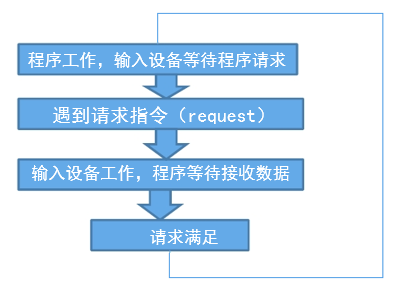 程序工作，输入设备等待程序请求
遇到请求指令（request）
输入设备工作，程序等待接收数据
请求满足